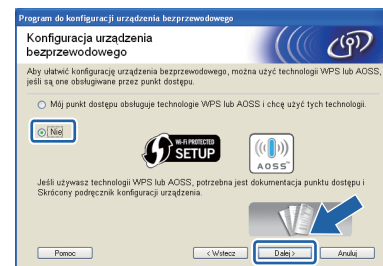 Program do konfiguracji urządzenia bezprzewodowego
Konfiguracja urządzenia
bezprzewodowego
Aby ułatwić konfigurację urządzenia bezprzewodowego, można użyć technologii WPS lub AOSS,
jeśli są one obsługiwane przez punkt dostępu.
Mój punkt dostępu obsługuje technologie WPS lub AOSS i chcę użyć tych technologii.
Nie
WI-FI PROTECTED
SETUP
AOSS™
Jeśli używasz technologii WPS lub AOSS, potrzebna jest dokumentacja punktu dostępu i
Skrócony podręcznik konfiguracji urządzenia.
Pomoc
< Wstecz
Dalej >
Anuluj